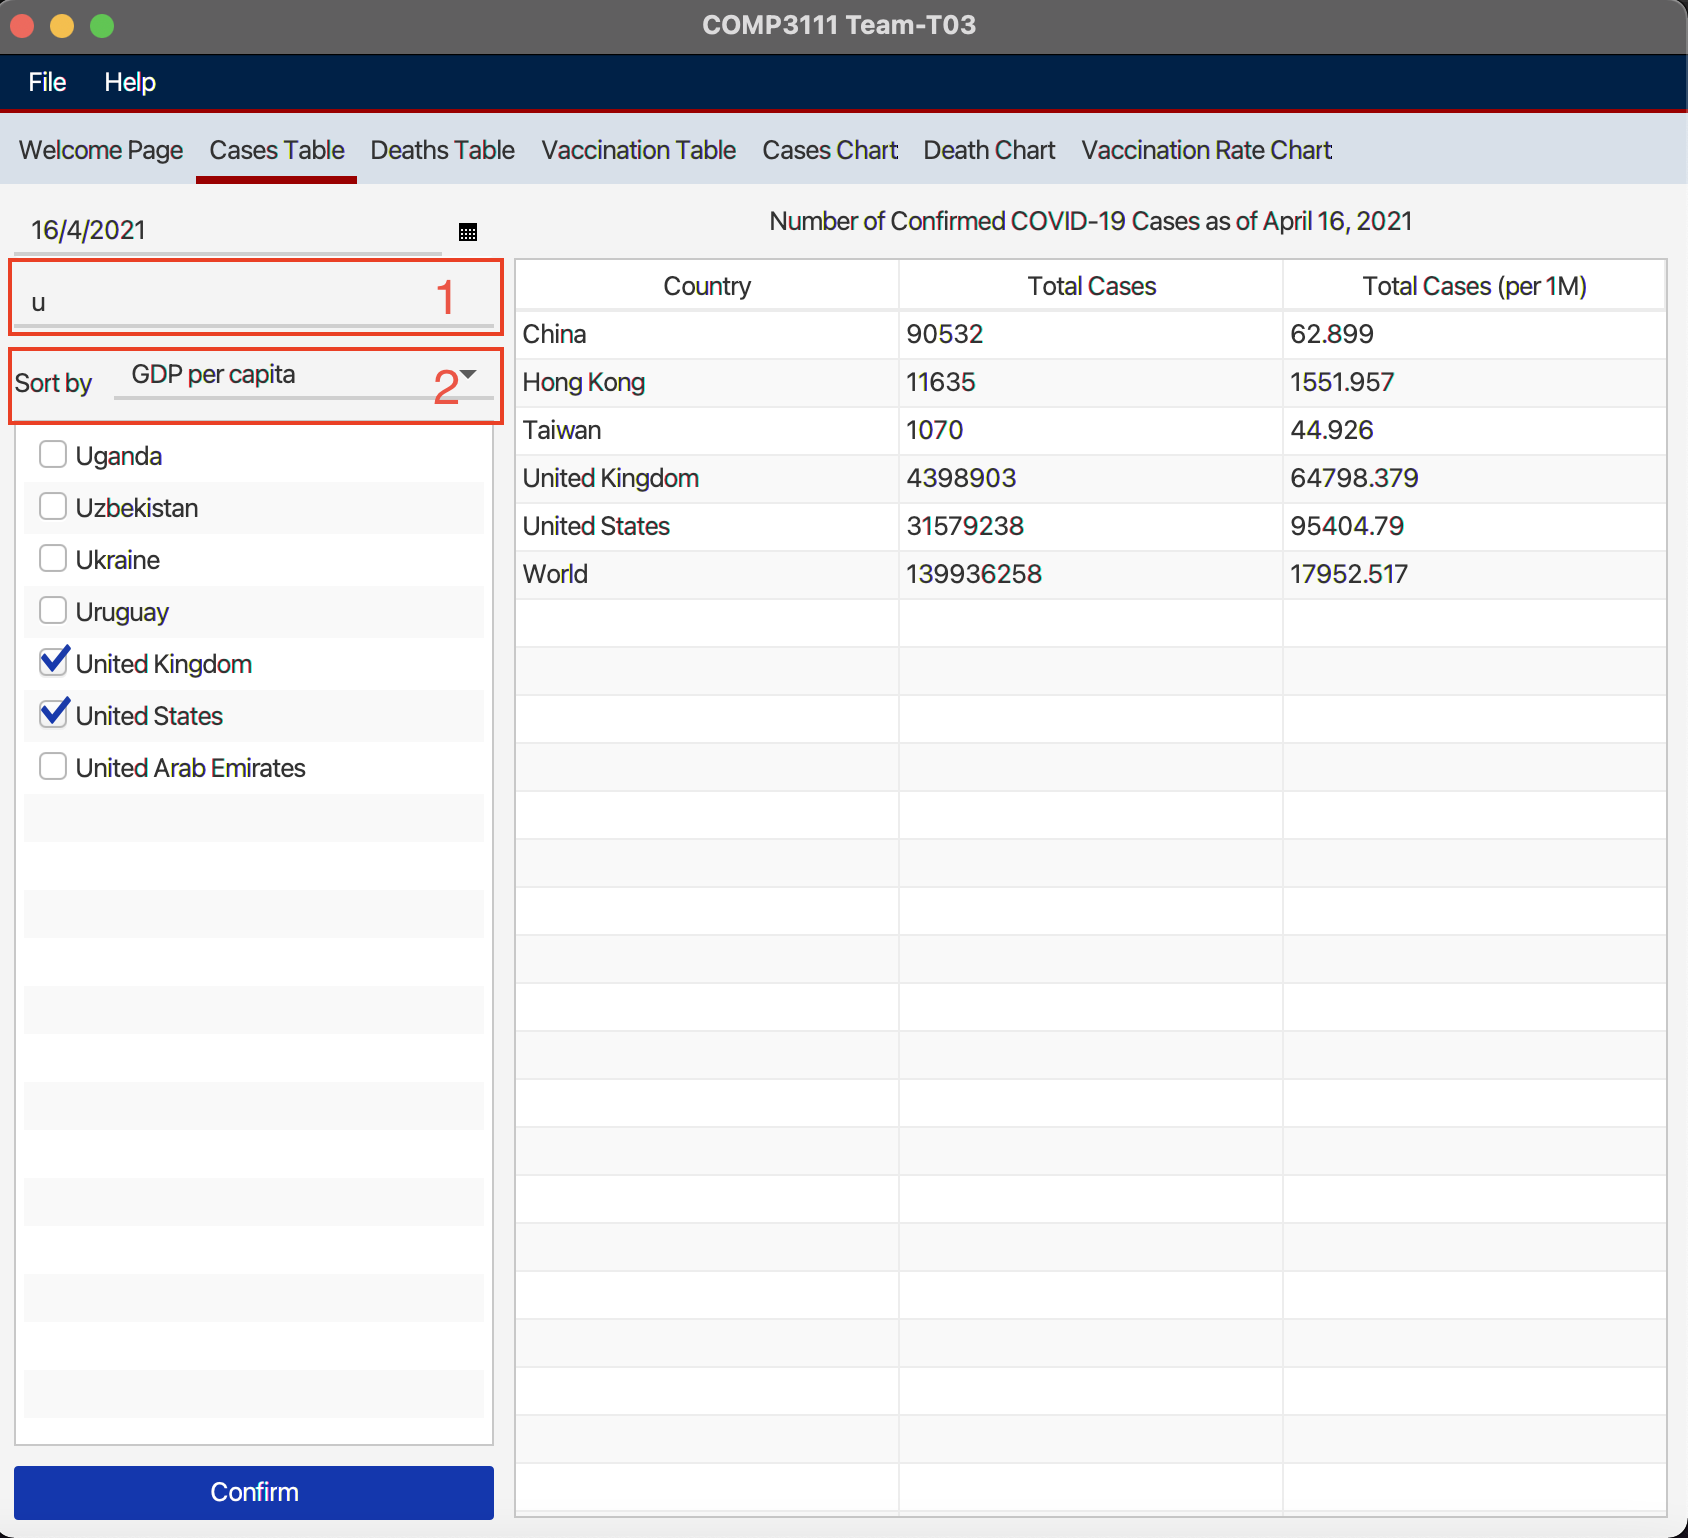 COMP3111 Team-T03
File Help
Welcome Page Cases Table Deaths Table Vaccination Table Cases Chart Death Chart Vaccination Rate Chart
16/4/2021
u 1
Sort by GDP per capita 2
Uganda
Uzbekistan
Ukraine
Uruguay
United Kingdom
United States
United Arab Emirates
Confirm
Number of Confirmed COVID-19 Cases as of April 16, 2021
Country Total Cases Total Cases (per 1M)
China 90532 62.899
Hong Kong 11635 1551.957
Taiwan 1070 44.926
United Kingdom 4398903 64798.379
United States 31579238 95404.79
World 139936258 17952.517